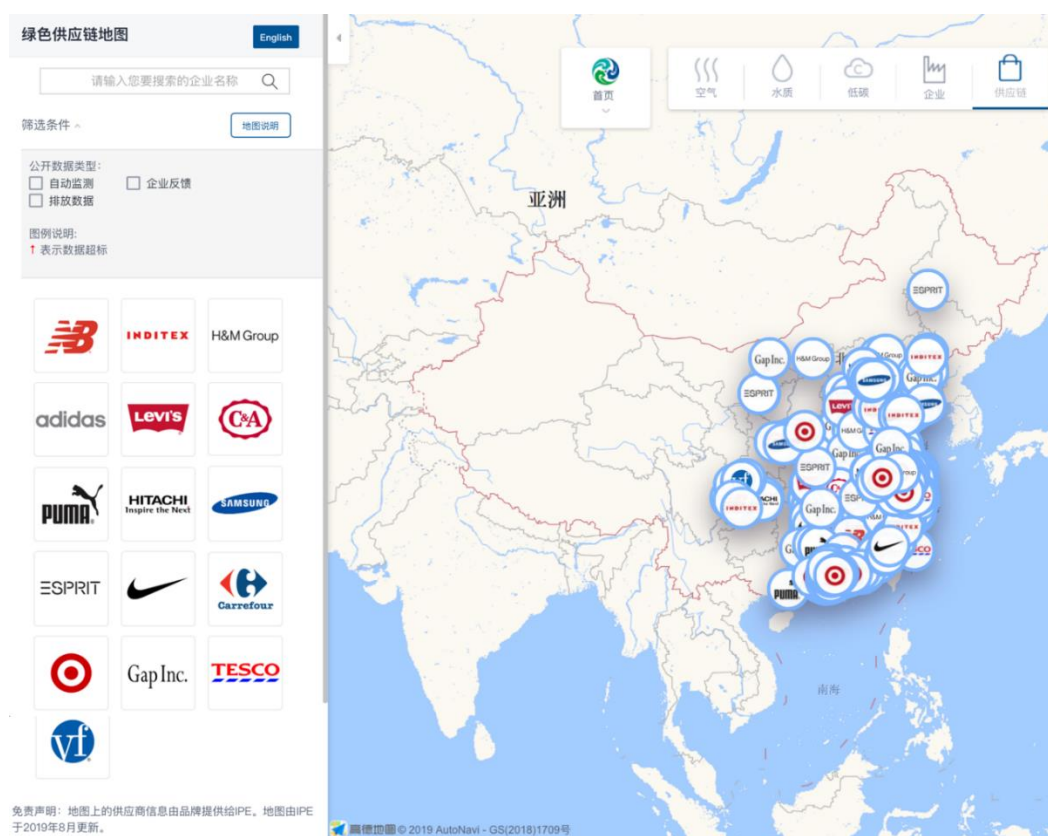 绿色供应链地图
English
请输入您要搜索的企业名称
筛选条件
地图说明
公开数据类型:
自动监测
企业反馈
排放数据
图例说明:
↑ 表示数据超标
NB
INDITEX
H&M Group
adidas
LEVI'S
C&A
PUMA
HITACHI
Inspire the Next
SAMSUNG
ESPRIT
Carrefour
Gap Inc.
TESCO
vf
免责声明：地图上的供应商信息由品牌提供给IPE。地图由IPE
于2019年8月更新。
首页
空气
水质
低碳
企业
供应链
亚洲
ESPRIT
Gap Inc.
H&M Group
INDITEX
SAMSUNG
ESPRIT
LEVI'S
INDITEX
ESPRIT
vf
INDITEX
Gap Inc.
PUMA
南海
高德地图 © 2019 AutoNavi - GS(2018)1709号